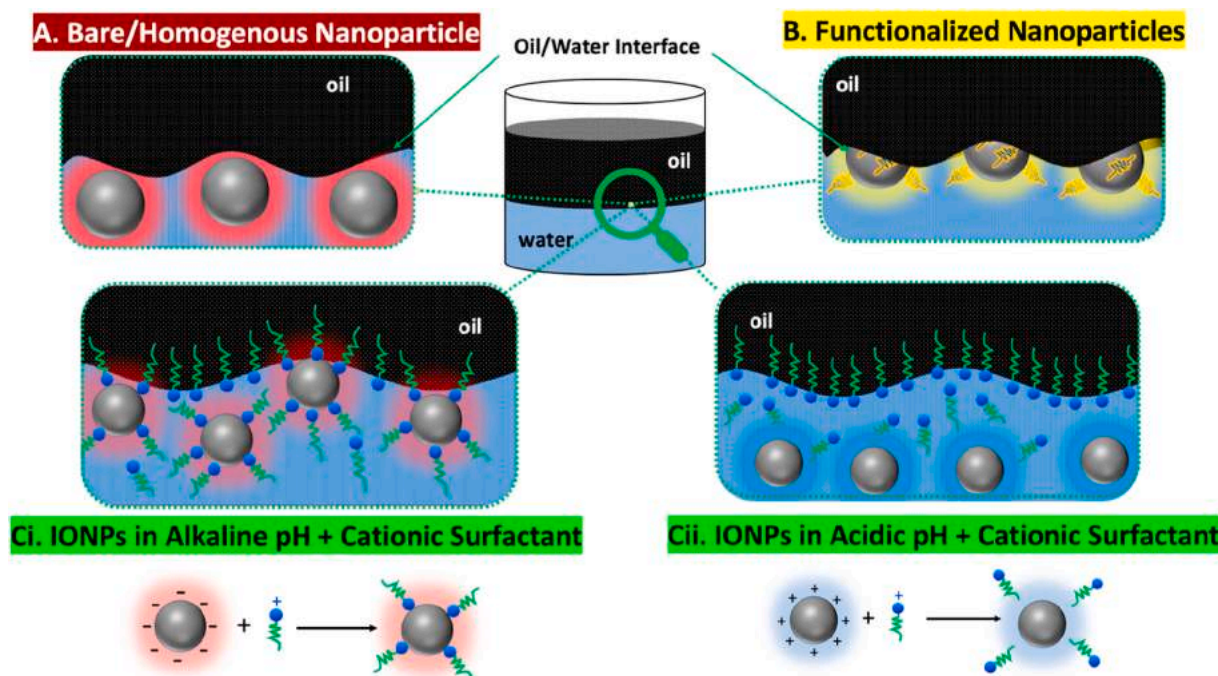 A. Bare/Homogenous Nanoparticle
Oil/Water Interface
B. Functionalized Nanoparticles
oil
oil
oil
water
oil
oil
Ci. IONPs in Alkaline pH + Cationic Surfactant
Cii. IONPs in Acidic pH + Cationic Surfactant
- - - - - - - - + +
+ + + + + + + + + +